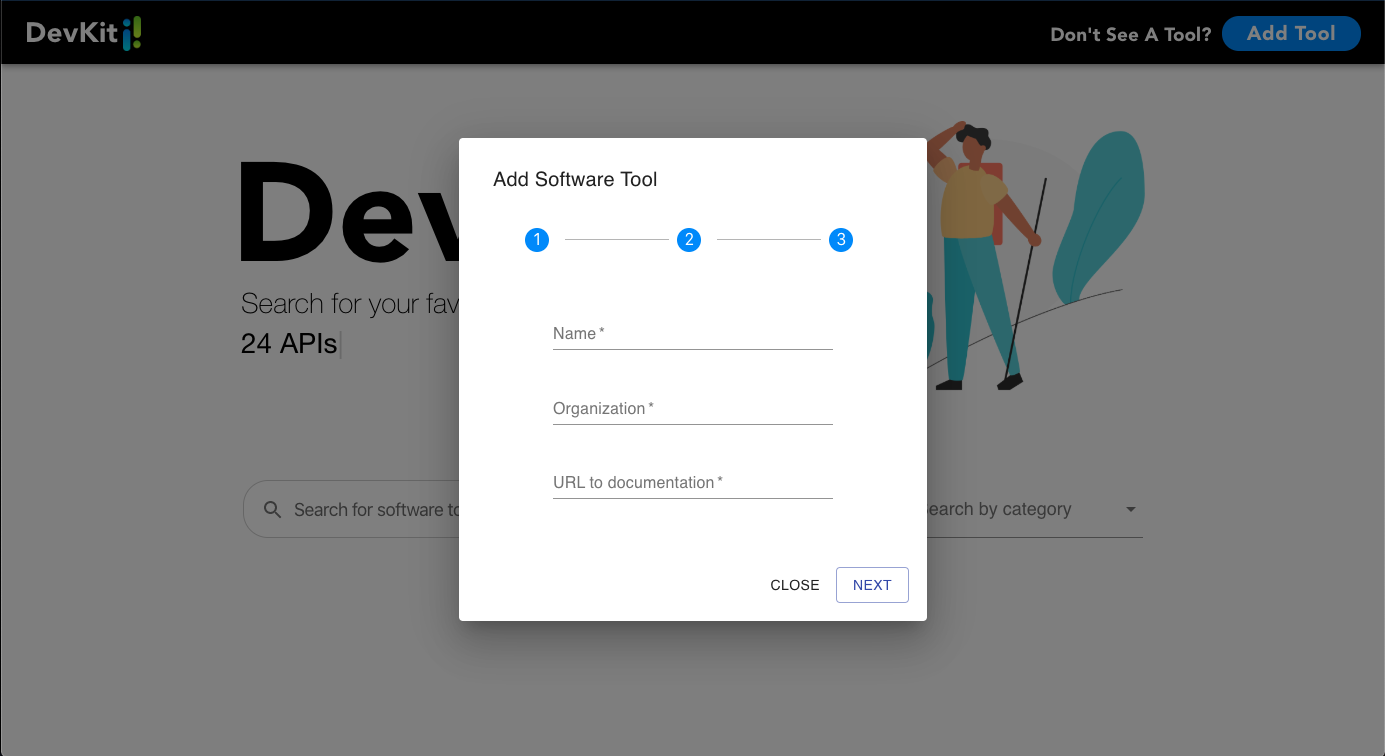 DevKit
Don't See A Tool? Add Tool
Dev
Search for your fav
24 APIs
Add Software Tool
1 2 3
Name *
Organization *
URL to documentation *
Search for software to
earch by category
CLOSE NEXT